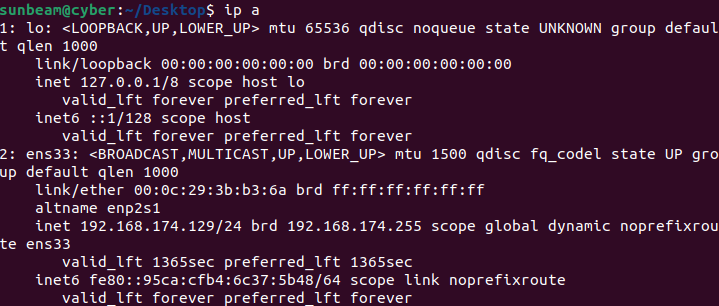 sunbeam@cyber:~/Desktop$ ip a
1: lo: <LOOPBACK,UP,LOWER_UP> mtu 65536 qdisc noqueue state UNKNOWN group defaul
t qlen 1000
    link/loopback 00:00:00:00:00:00 brd 00:00:00:00:00:00
    inet 127.0.0.1/8 scope host lo
       valid_lft forever preferred_lft forever
    inet6 ::1/128 scope host
       valid_lft forever preferred_lft forever
2: ens33: <BROADCAST,MULTICAST,UP,LOWER_UP> mtu 1500 qdisc fq_codel state UP gro
up default qlen 1000
    link/ether 00:0c:29:3b:b3:6a brd ff:ff:ff:ff:ff:ff
    altname enp2s1
    inet 192.168.174.129/24 brd 192.168.174.255 scope global dynamic noprefixrou
te ens33
       valid_lft 1365sec preferred_lft 1365sec
    inet6 fe80::95ca:cfb4:6c37:5b48/64 scope link noprefixroute
       valid_lft forever preferred_lft forever